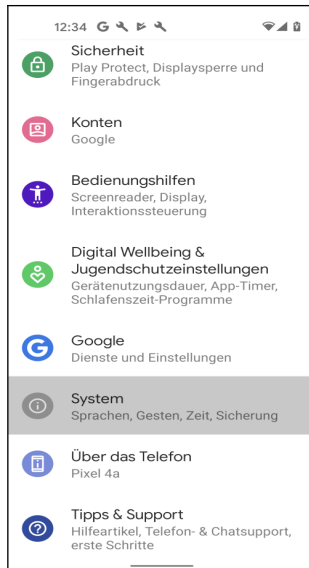 12:34
Sicherheit
Play Protect, Displaysperre und
Fingerabdruck
Konten
Google
Bedienungshilfen
Screenreader, Display,
Interaktionssteuerung
Digital Wellbeing &
Jugendschutzeinstellungen
Gerätenutzungsdauer, App-Timer,
Schlafenszeit-Programme
Google
Dienste und Einstellungen
System
Sprachen, Gesten, Zeit, Sicherung
Über das Telefon
Pixel 4a
Tipps & Support
Hilfeartikel, Telefon- & Chatsupport,
erste Schritte